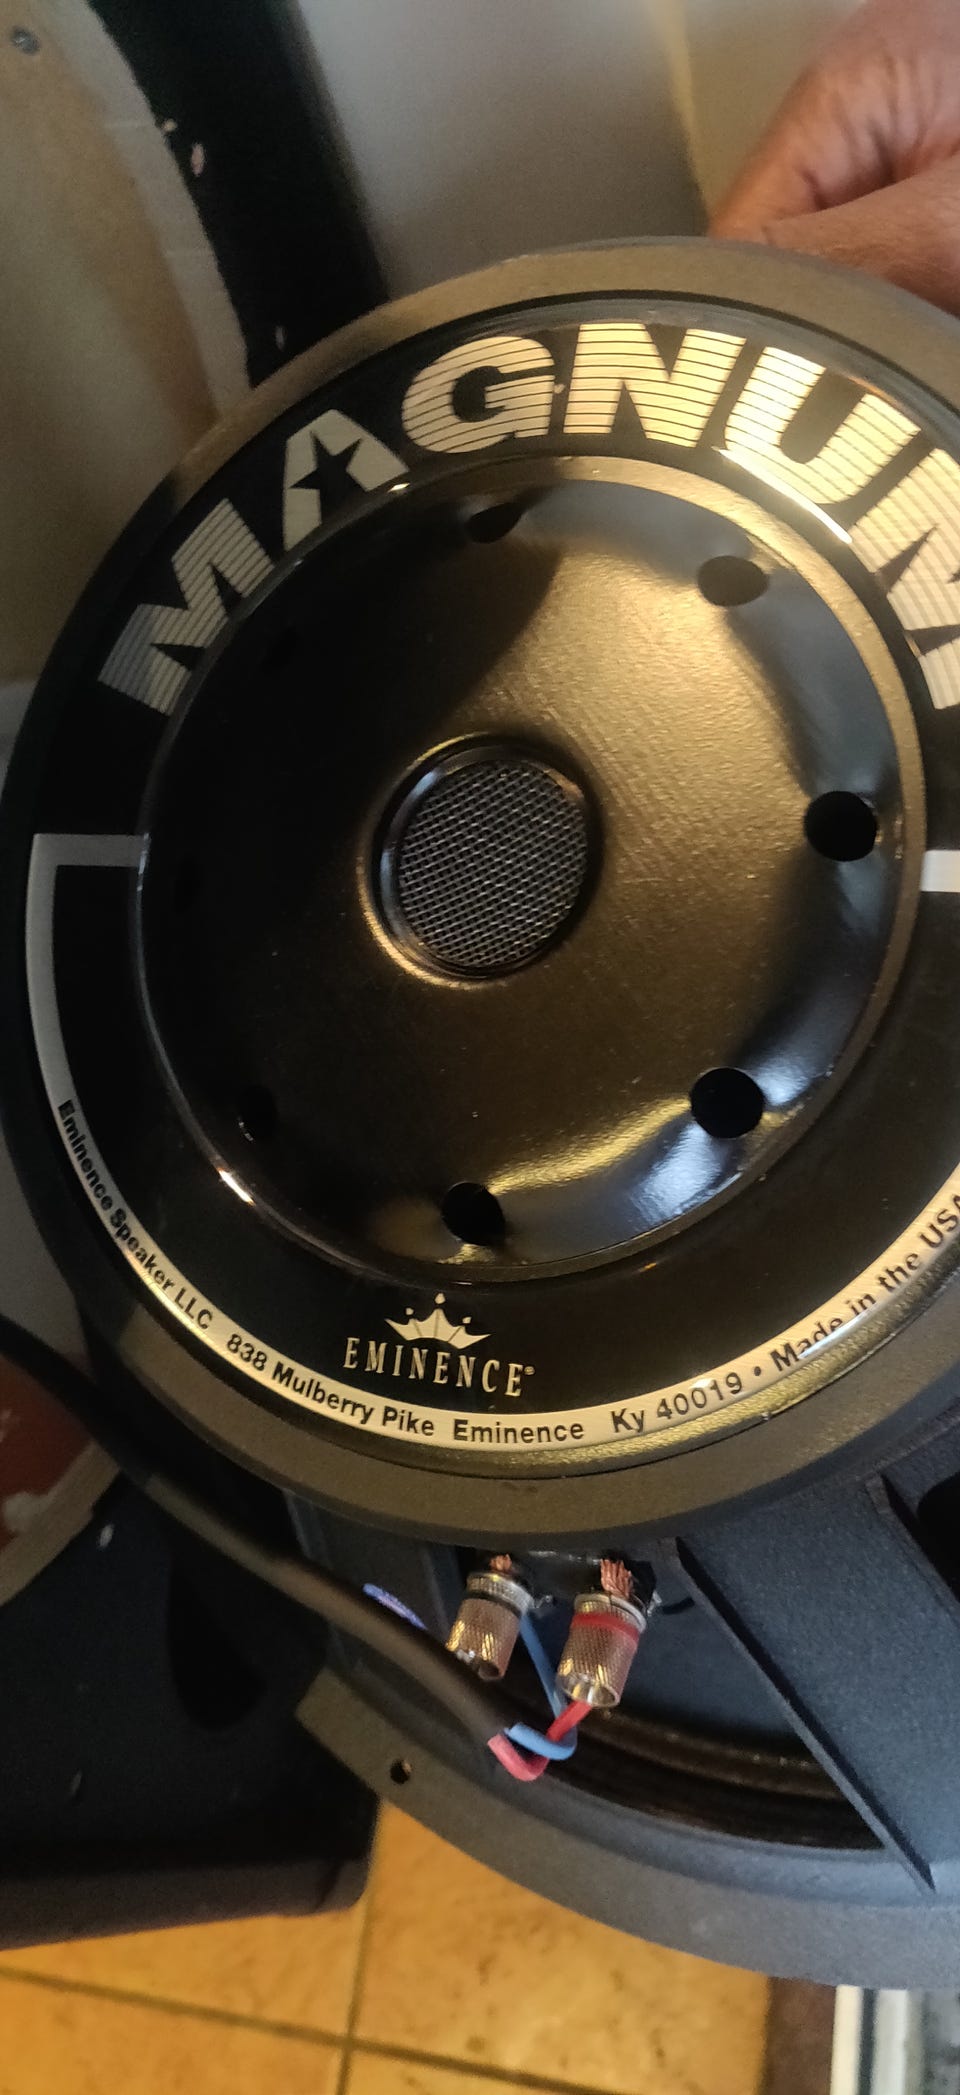 MAGNUM
EMINENCE®
Eminence Speaker LLC 838 Mulberry Pike Eminence Ky 40019 • Made in the USA